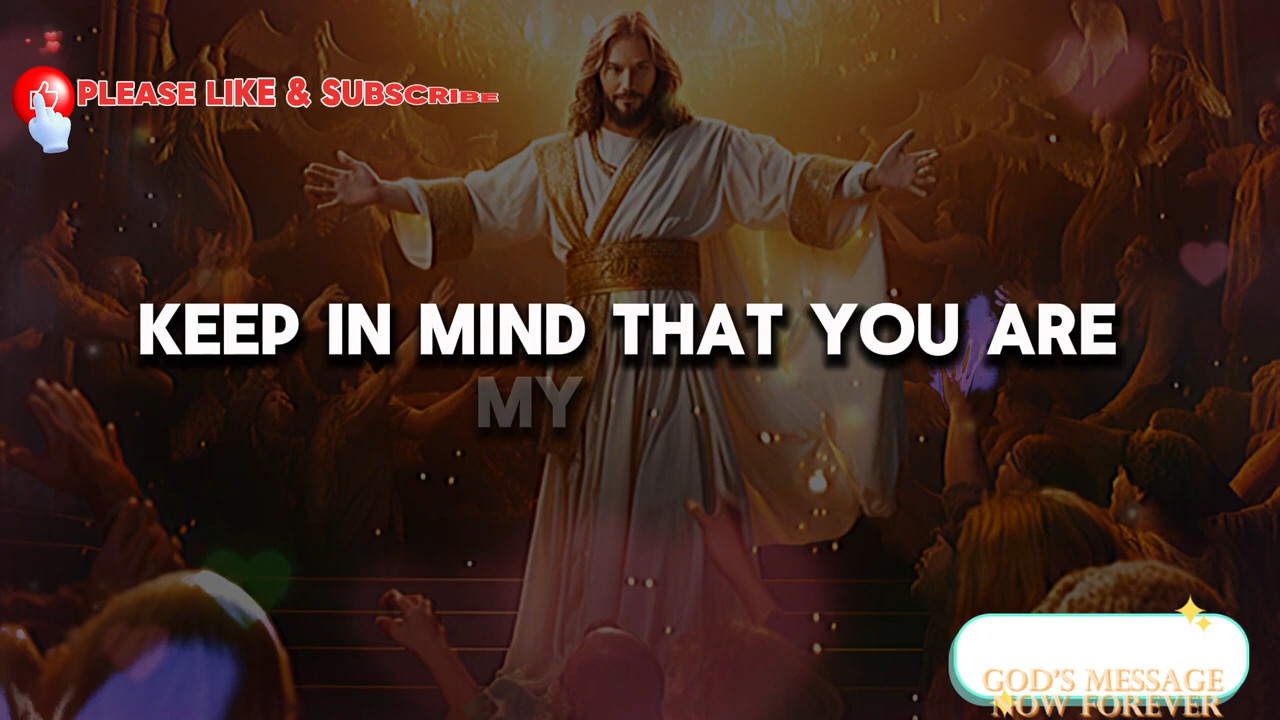 PLEASE LIKE & SUBSCRIBE
KEEP IN MIND THAT YOU ARE
MY
GOD'S MESSAGE
NOW FOREVER